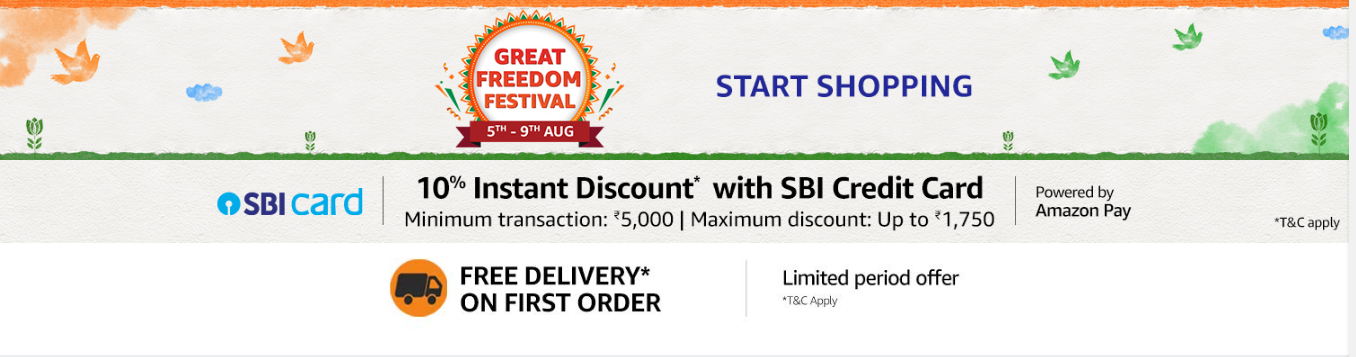 GREAT
FREEDOM
FESTIVAL
5TH - 9TH AUG
START SHOPPING
SBI card
10% Instant Discount* with SBI Credit Card
Minimum transaction: ₹5,000 | Maximum discount: Up to ₹1,750
Powered by
Amazon Pay
*T&C apply
FREE DELIVERY*
ON FIRST ORDER
Limited period offer
*T&C Apply